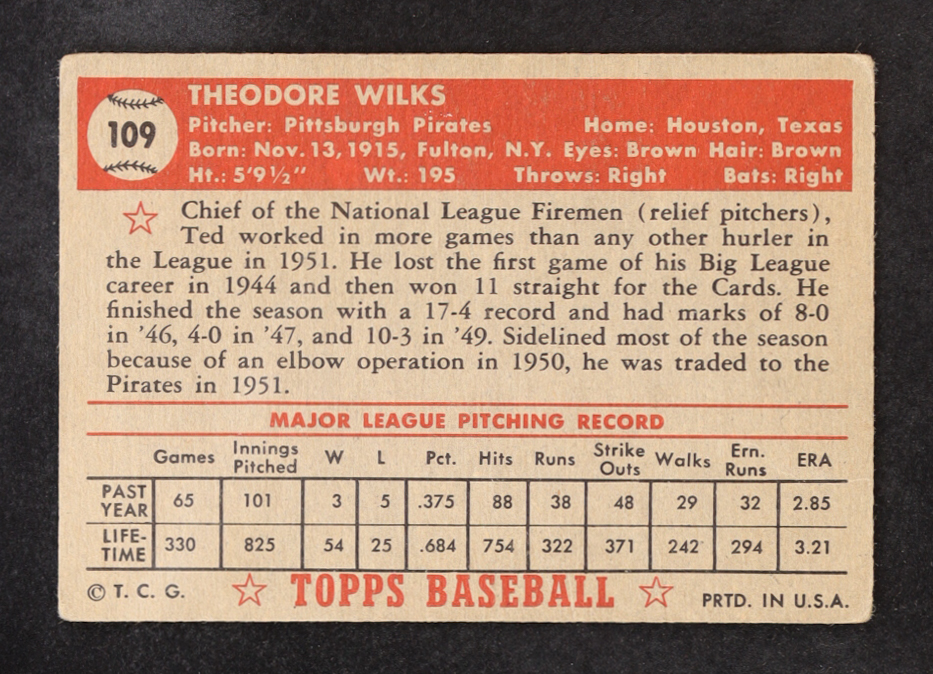 109
THEODORE WILKS
Pitcher: Pittsburgh Pirates Home: Houston, Texas
Born: Nov. 13, 1915, Fulton, N.Y. Eyes: Brown Hair: Brown
Ht.: 5'9½" Wt.: 195 Throws: Right Bats: Right
Chief of the National League Firemen (relief pitchers),
Ted worked in more games than any other hurler in
the League in 1951. He lost the first game of his Big League
career in 1944 and then won 11 straight for the Cards. He
finished the season with a 17-4 record and had marks of 8-0
in '46, 4-0 in '47, and 10-3 in '49. Sidelined most of the season
because of an elbow operation in 1950, he was traded to the
Pirates in 1951.
MAJOR LEAGUE PITCHING RECORD
Games Innings Pitched W L Pct. Hits Runs Strike Outs Walks Ern. Runs ERA
PAST YEAR 65 101 3 5 .375 88 38 48 29 32 2.85
LIFE-TIME 330 825 54 25 .684 754 322 371 242 294 3.21
© T. C. G. TOPPS BASEBALL PRTD. IN U.S.A.